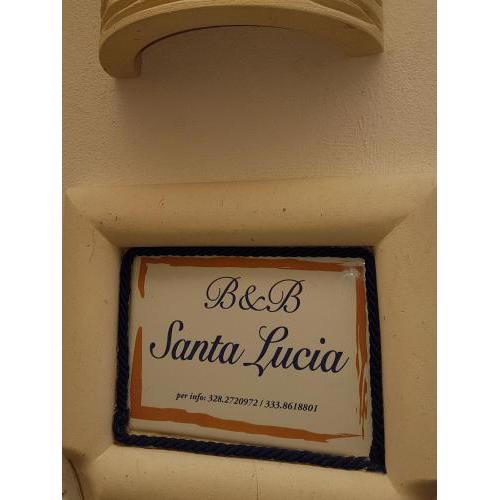 B&B
Santa Lucia
per info: 328.2720972 / 333.8618801